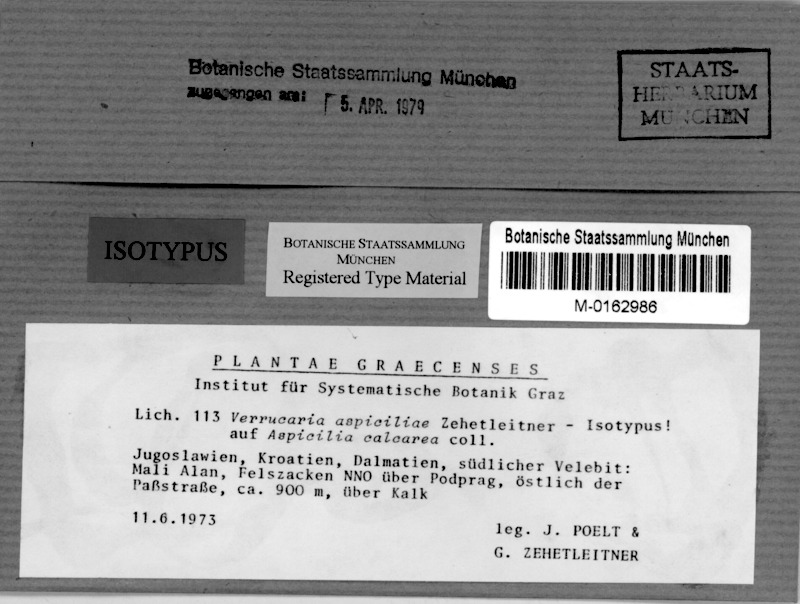 Botanische Staatssammlung München
zugegangen am:
5. APR. 1979
STAATS-
HERBARIUM
MÜNCHEN
ISOTYPUS
BOTANISCHE STAATSSAMMLUNG
MÜNCHEN
Registered Type Material
Botanische Staatssammlung München
M-0162986
PLANTAE GRAECENSES
Institut für Systematische Botanik Graz
Lich. 113 Verrucaria aspiciliae Zehetleitner - Isotypus!
auf Aspicilia calcarea coll.
Jugoslawien, Kroatien, Dalmatien, südlicher Velebit:
Mali Alan, Felszacken NNO über Podprag, östlich der
Paßstraße, ca. 900 m, über Kalk
11.6.1973
leg. J. POELT &
G. ZEHETLEITNER